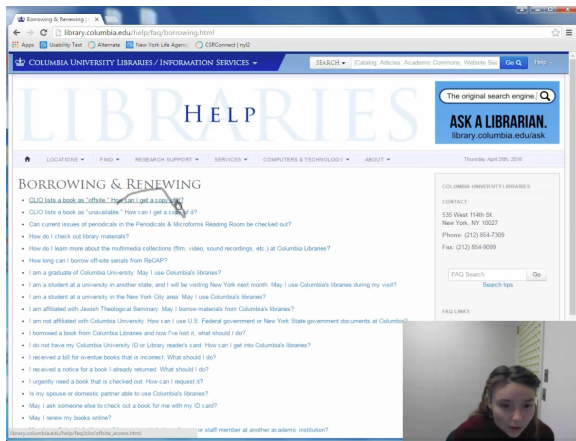 Borrowing & Renewing |
library.columbia.edu/help/faq/borrowing.html
Apps Usability Test Alternate New York Life Agency CSRConnect | nyl2
COLUMBIA UNIVERSITY LIBRARIES / INFORMATION SERVICES
SEARCH (Catalog, Articles, Academic Commons, Website Sec Go Help
LIBRARIES
HELP
The original search engine.
ASK A LIBRARIAN.
library.columbia.edu/ask
LOCATIONS FIND RESEARCH SUPPORT SERVICES COMPUTERS & TECHNOLOGY ABOUT Thursday April 28th, 2016
BORROWING & RENEWING
CLIO lists a book as "offsite." How can I get a copy of it?
CLIO lists a book as "unavailable." How can I get a copy of it?
Can current issues of periodicals in the Periodicals & Microforms Reading Room be checked out?
How do I check out library materials?
How do I learn more about the multimedia collections (film, video, sound recordings, etc.) at Columbia Libraries?
How long can I borrow off-site serials from ReCAP?
I am a graduate of Columbia University. May I use Columbia's libraries?
I am a student at a university in another state, and I will be visiting New York next month. May I use Columbia's libraries during my visit?
I am a student at a university in the New York City area. May I use Columbia's libraries?
I am affiliated with Jewish Theological Seminary. May I borrow materials from Columbia's libraries?
I am not affiliated with Columbia University. How can I use U.S. Federal government or New York State government documents at Columbia?
I borrowed a book from Columbia Libraries and now I've lost it, what should I do?
I do not have my Columbia University ID or Library reader's card. How can I get into Columbia's libraries?
I received a bill for overdue books that is incorrect. What should I do?
I received a notice for a book I already returned. What should I do?
I urgently need a book that is checked out. How can I request it?
Is my spouse or domestic partner able to use Columbia's libraries?
May I ask someone else to check out a book for me with my ID card?
May I renew my books online?
or staff member at another academic institution?
library.columbia.edu/help/faq/clio/offsite_access.html
COLUMBIA UNIVERSITY LIBRARIES
CONTACT
535 West 114th St.
New York, NY 10027
Phone: (212) 854-7309
Fax: (212) 854-9099
FAQ Search Go
Search tips
FAQ LINKS